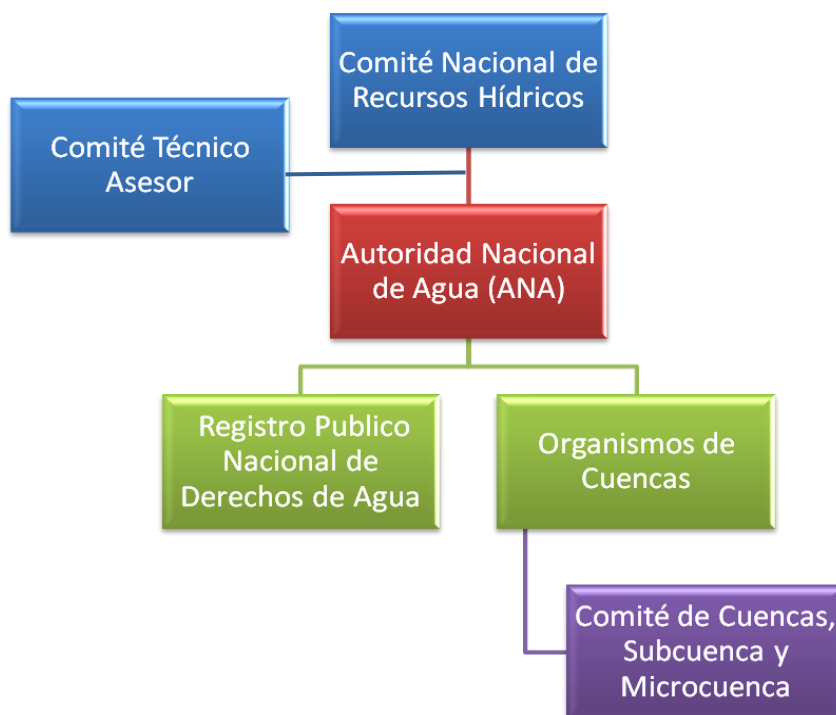 Comité Nacional de
Recursos Hídricos
Comité Técnico
Asesor
Autoridad Nacional
de Agua (ANA)
Registro Publico
Nacional de
Derechos de Agua
Organismos de
Cuencas
Comité de Cuencas,
Subcuenca y
Microcuenca